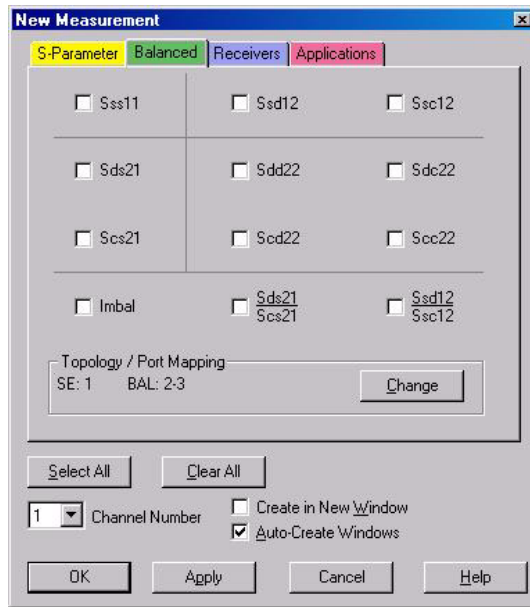 New Measurement
S-Parameter Balanced Receivers Applications
Sss11 Ssd12 Ssc12
Sds21 Sdd22 Sdc22
Scs21 Scd22 Scc22
Imbal Sds21 Ssd12
Scs21 Ssc12
Topology / Port Mapping
SE: 1 BAL: 2-3 Change
Select All Clear All
1 Channel Number
Create in New Window
Auto-Create Windows
OK Apply Cancel Help